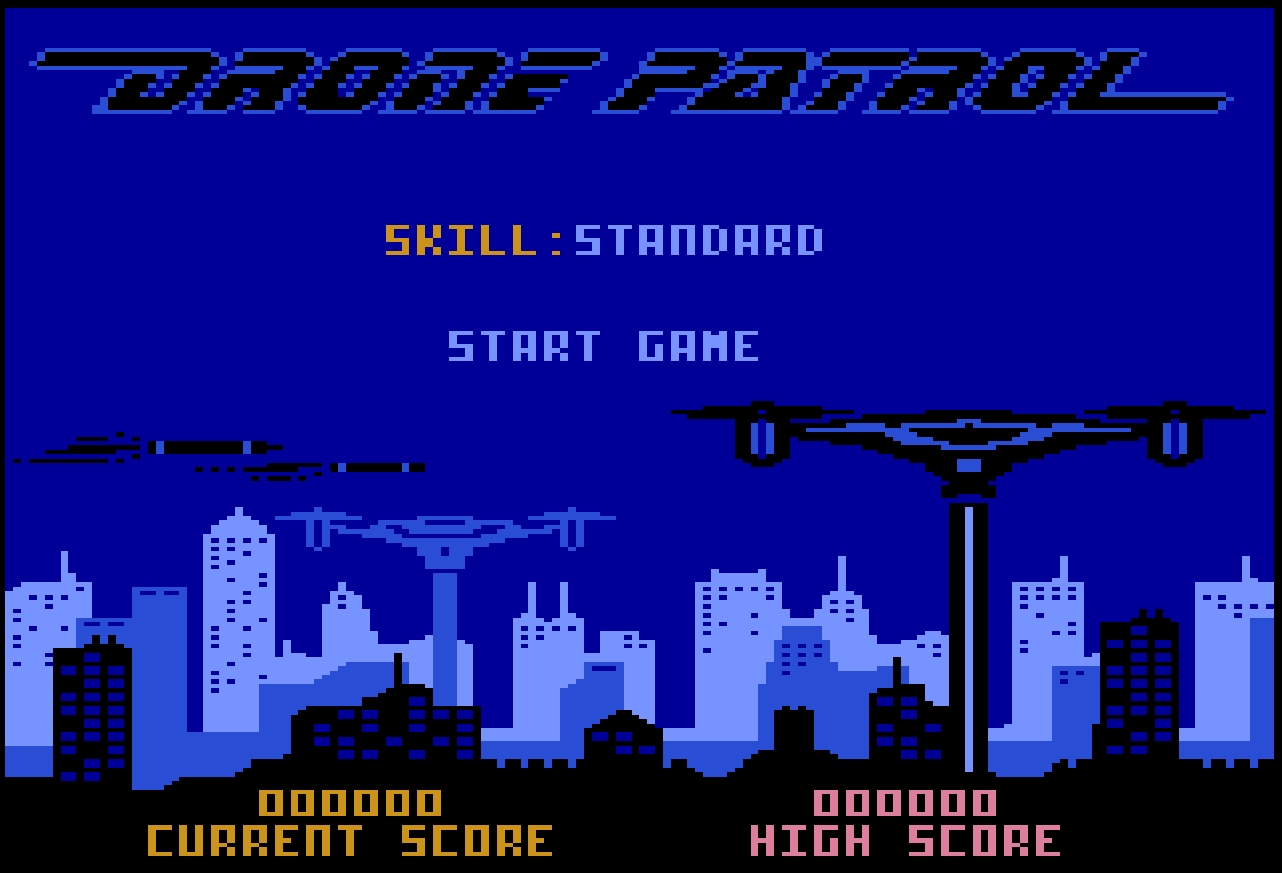 DRONE PATROL
SKILL:STANDARD
START GAME
000000
CURRENT SCORE
000000
HIGH SCORE